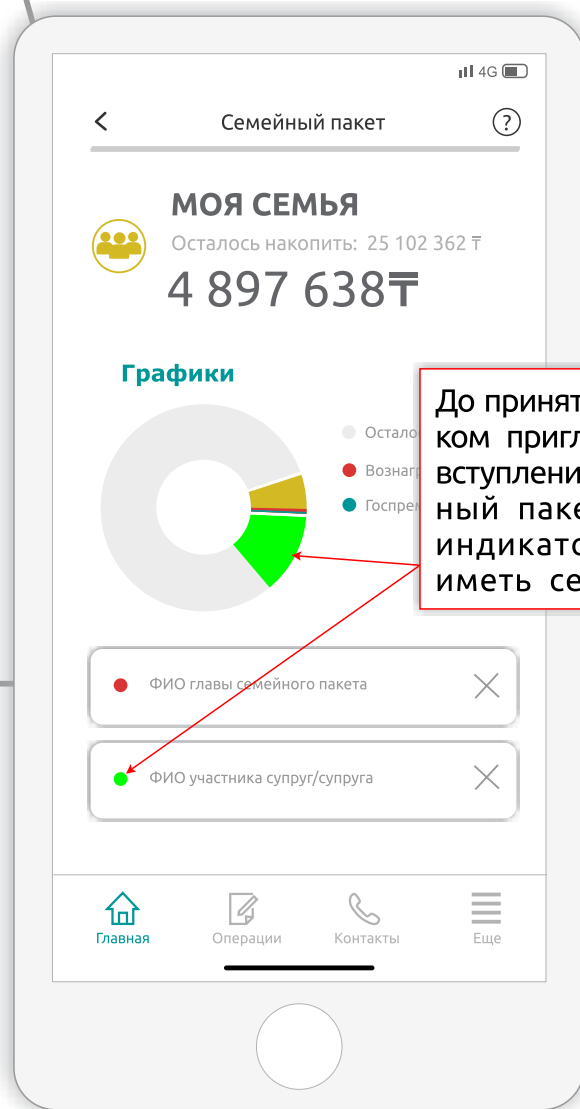 4G
Семейный пакет
?
МОЯ СЕМЬЯ
Осталось накопить: 25 102 362 ₸
4 897 638₸
Графики
До принят
ком пригл
вступлени
ный паке
индикато
иметь се
Остало
Вознаг
Госпре
ФИО главы семейного пакета
ФИО участника супруг/супруга
Главная Операции Контакты Еще